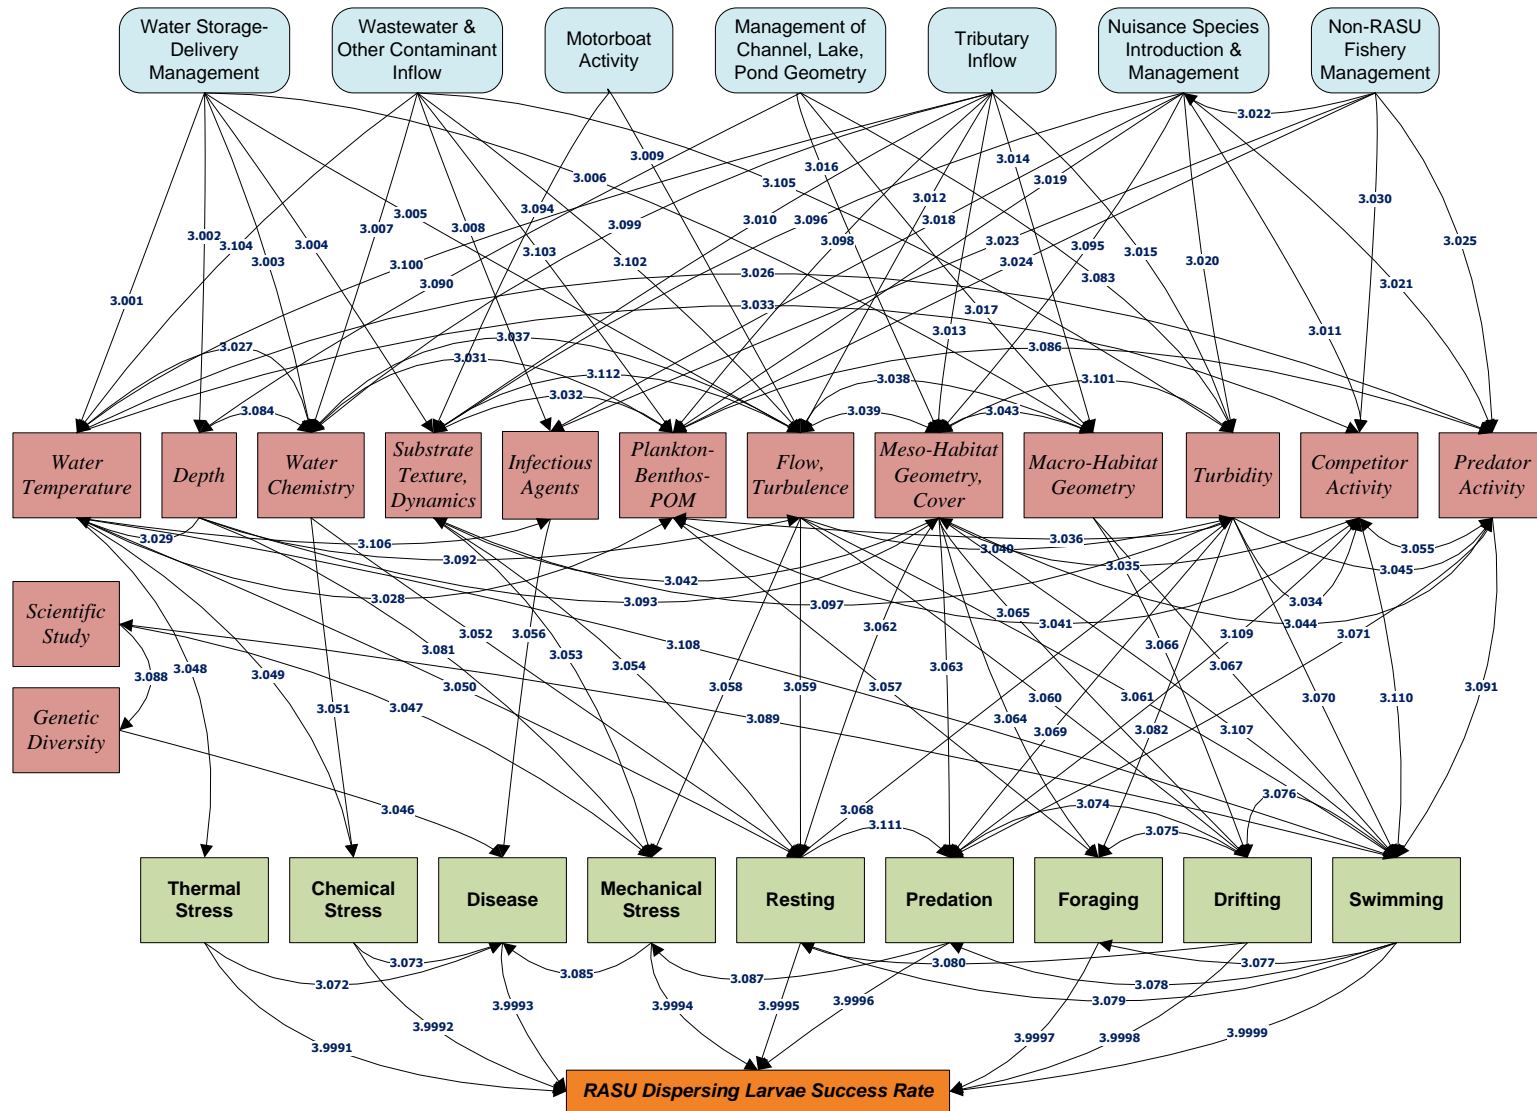 Water Storage-
Delivery
Management
Wastewater &
Other Contaminant
Inflow
Motorboat
Activity
Management of
Channel, Lake,
Pond Geometry
Tributary
Inflow
Nuisance Species
Introduction &
Management
Non-RASU
Fishery
Management
3.022
3.009
3.016
3.014
3.006
3.105
3.019
3.030
3.012
3.094
3.005
3.010
3.096
3.018
3.099
3.007
3.008
3.002
3.023
3.025
3.104
3.004
3.098
3.095
3.103
3.015
3.024
3.003
3.100
3.102
3.020
3.026
3.083
3.090
3.021
3.001
3.033
3.017
3.013
3.011
3.037
3.027
3.086
3.031
3.112
3.038
3.101
3.032
3.084
3.039
3.043
Water
Temperature
Depth
Water
Chemistry
Substrate
Texture,
Dynamics
Infectious
Agents
Plankton-
Benthos-
POM
Flow,
Turbulence
Meso-Habitat
Geometry,
Cover
Macro-Habitat
Geometry
Turbidity
Competitor
Activity
Predator
Activity
3.029
3.106
3.092
3.036
3.040
3.055
3.035
3.045
3.042
3.028
3.093
3.097
3.034
Scientific
Study
3.065
3.041
3.044
3.062
3.052
3.056
3.109
3.071
3.081
3.108
3.066
3.053
3.054
3.063
3.067
3.048
3.049
3.088
3.050
3.058
3.059
3.057
3.060
3.061
3.070
3.110
3.091
Genetic
Diversity
3.051
3.047
3.089
3.064
3.069
3.082
3.107
3.076
3.046
3.068
3.074
3.111
3.075
Thermal
Stress
Chemical
Stress
Disease
Mechanical
Stress
Resting
Predation
Foraging
Drifting
Swimming
3.073
3.072
3.085
3.087
3.080
3.077
3.078
3.079
3.9993
3.9994
3.9995
3.9996
3.9992
3.9991
3.9997
3.9998
3.9999
RASU Dispersing Larvae Success Rate